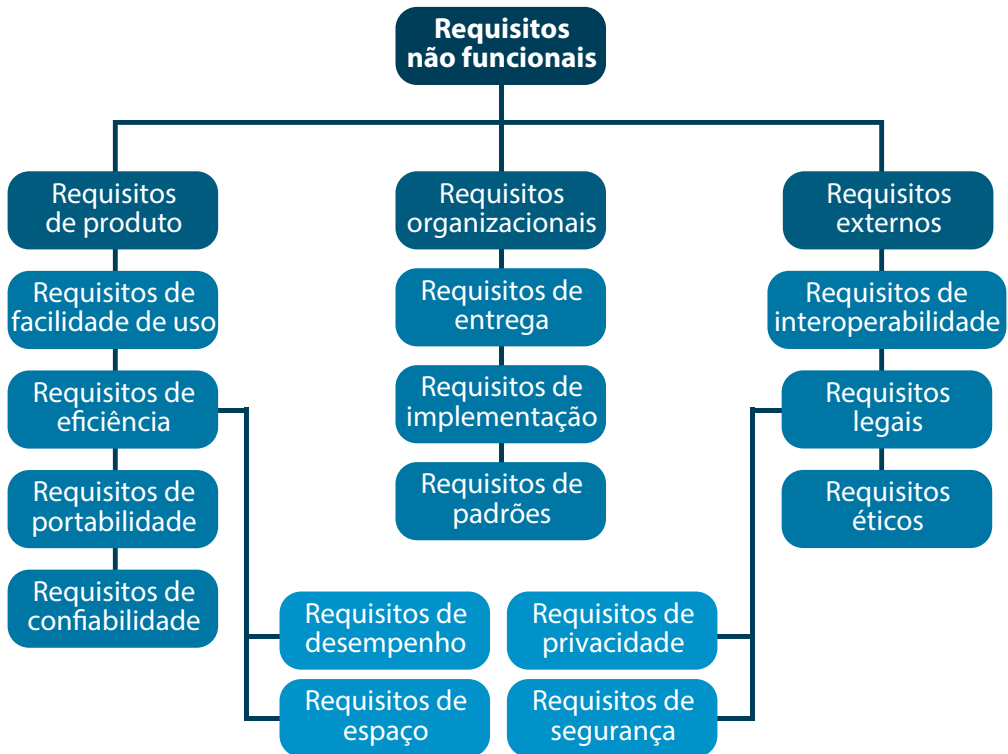 Requisitos
não funcionais
Requisitos
de produto
Requisitos
organizacionais
Requisitos
externos
Requisitos de
facilidade de uso
Requisitos de
entrega
Requisitos de
interoperabilidade
Requisitos de
eficiência
Requisitos de
implementação
Requisitos
legais
Requisitos de
portabilidade
Requisitos de
padrões
Requisitos
éticos
Requisitos de
confiabilidade
Requisitos de
desempenho
Requisitos de
privacidade
Requisitos de
espaço
Requisitos de
segurança